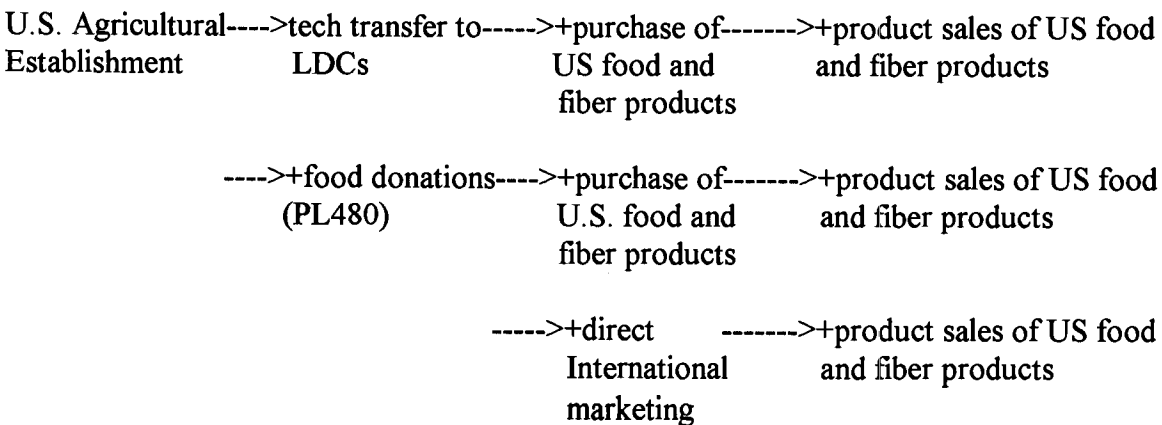 U.S. Agricultural---->tech transfer to----->+purchase of------->+product sales of US food
Establishment LDCs US food and and fiber products
fiber products
---->+food donations---->+purchase of------->+product sales of US food
(PL480) U.S. food and and fiber products
fiber products
----->+direct ------->+product sales of US food
International and fiber products
marketing